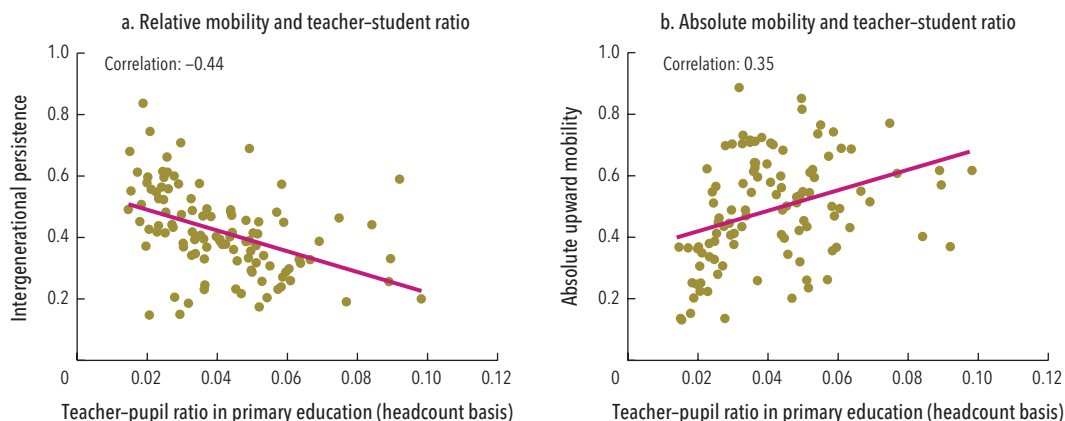 a. Relative mobility and teacher–student ratio
Correlation: –0.44
Intergenerational persistence
1.0
0.8
0.6
0.4
0.2
0 0.02 0.04 0.06 0.08 0.10 0.12
Teacher–pupil ratio in primary education (headcount basis)
b. Absolute mobility and teacher–student ratio
Correlation: 0.35
Absolute upward mobility
1.0
0.8
0.6
0.4
0.2
0 0.02 0.04 0.06 0.08 0.10 0.12
Teacher–pupil ratio in primary education (headcount basis)